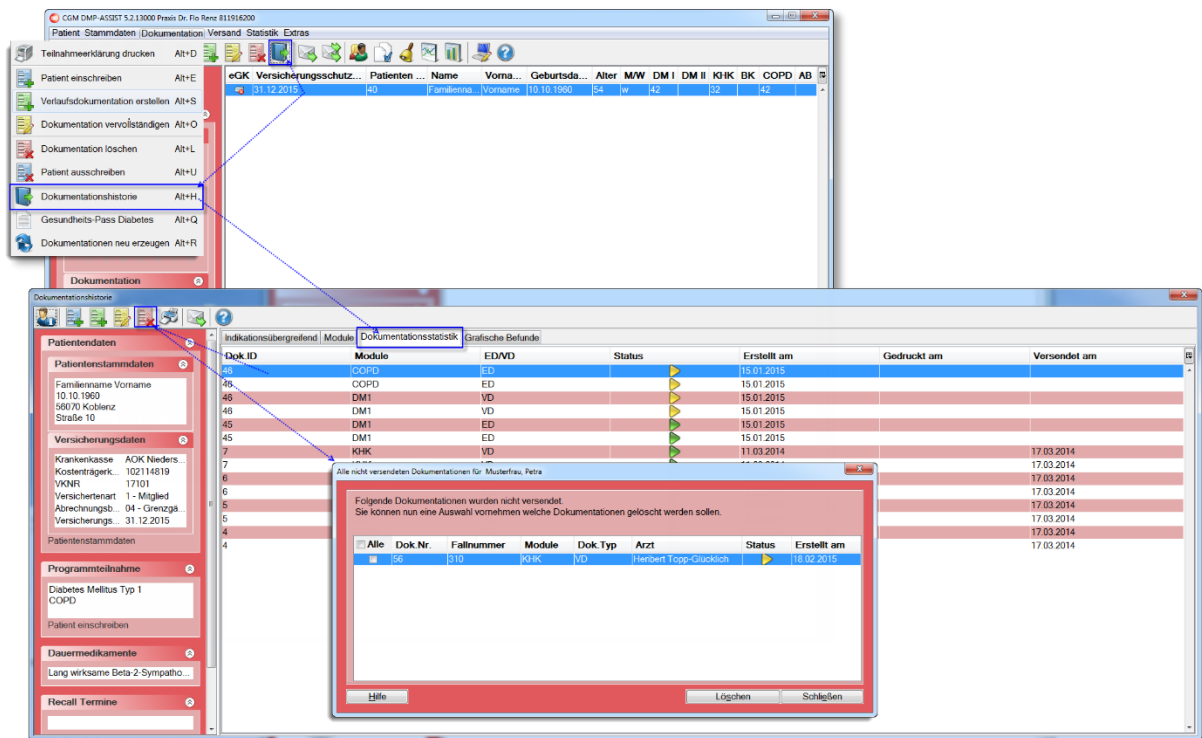 CGM DMP-ASSIST 5.2.13000 Praxis Dr. Flo Renz 811916200
Patient Stammdaten Dokumentation Versand Statistik Extras
Teilnahmeerklärung drucken Alt+D
Patient einschreiben Alt+E
Verlaufsdokumentation erstellen Alt+S
Dokumentation vervollständigen Alt+O
Dokumentation löschen Alt+L
Patient ausschreiben Alt+U
Dokumentationshistorie Alt+H
Gesundheits-Pass Diabetes Alt+Q
Dokumentationen neu erzeugen Alt+R
Dokumentation
eGK Versicherungsschutz... Patienten ... Name Vorna... Geburtsda... Alter M/W DM I DM II KHK BK COPD AB
31.12.2015 40 Familienna... Vorname 10.10.1960 54 w 42 32 42
Dokumentationshistorie
Patientendaten
Patientenstammdaten
Familienname Vorname
10.10.1960
56070 Koblenz
Straße 10
Versicherungsdaten
Krankenkasse AOK Nieders...
Kostenträgerk... 102114819
VKNR 17101
Versichertenart 1 - Mitglied
Abrechnungsb... 04 - Grenzgä...
Versicherungs... 31.12.2015
Patientenstammdaten
Programmteilnahme
Diabetes Mellitus Typ 1
COPD
Patient einschreiben
Dauermedikamente
Lang wirksame Beta-2-Sympatho...
Recall Termine
Indikationsübergreifend Module Dokumentationsstatistik Grafische Befunde
Dok.ID Module ED/VD Status Erstellt am Gedruckt am Versendet am
46 COPD ED 15.01.2015
46 COPD ED 15.01.2015
46 DM1 VD 15.01.2015
46 DM1 VD 15.01.2015
45 DM1 ED 15.01.2015
45 DM1 ED 15.01.2015
7 KHK VD 11.03.2014 17.03.2014
7 17.03.2014
6 17.03.2014
6 17.03.2014
5 17.03.2014
5 17.03.2014
4 17.03.2014
4 17.03.2014
Alle nicht versendeten Dokumentationen für Musterfrau, Petra
Folgende Dokumentationen wurden nicht versendet.
Sie können nun eine Auswahl vornehmen welche Dokumentationen gelöscht werden sollen.
Alle Dok.Nr. Fallnummer Module Dok.Typ Arzt Status Erstellt am
56 310 KHK VD Heribert Topp-Glücklich 18.02.2015
Hilfe Löschen Schließen